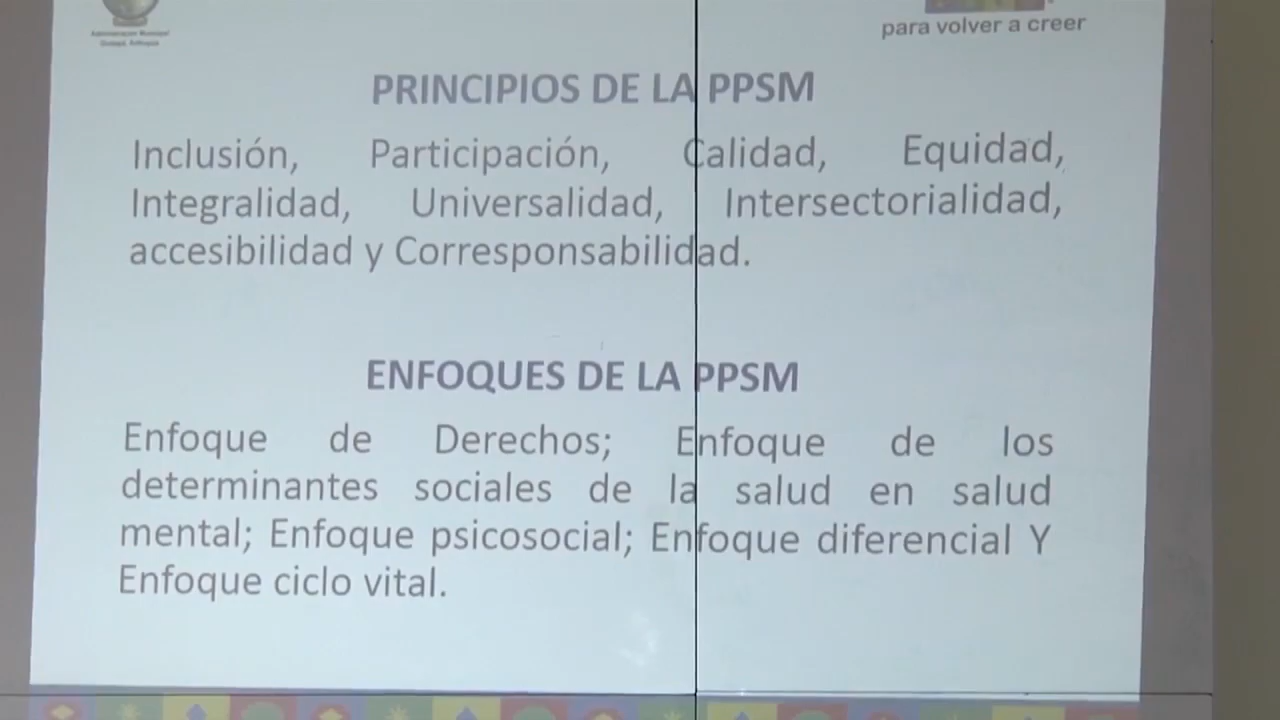 Administración Municipal
para volver a creer
PRINCIPIOS DE LA PPSM
Inclusión, Participación, Calidad, Equidad,
Integralidad, Universalidad, Intersectorialidad,
accesibilidad y Corresponsabilidad.
ENFOQUES DE LA PPSM
Enfoque de Derechos; Enfoque de los
determinantes sociales de la salud en salud
mental; Enfoque psicosocial; Enfoque diferencial Y
Enfoque ciclo vital.